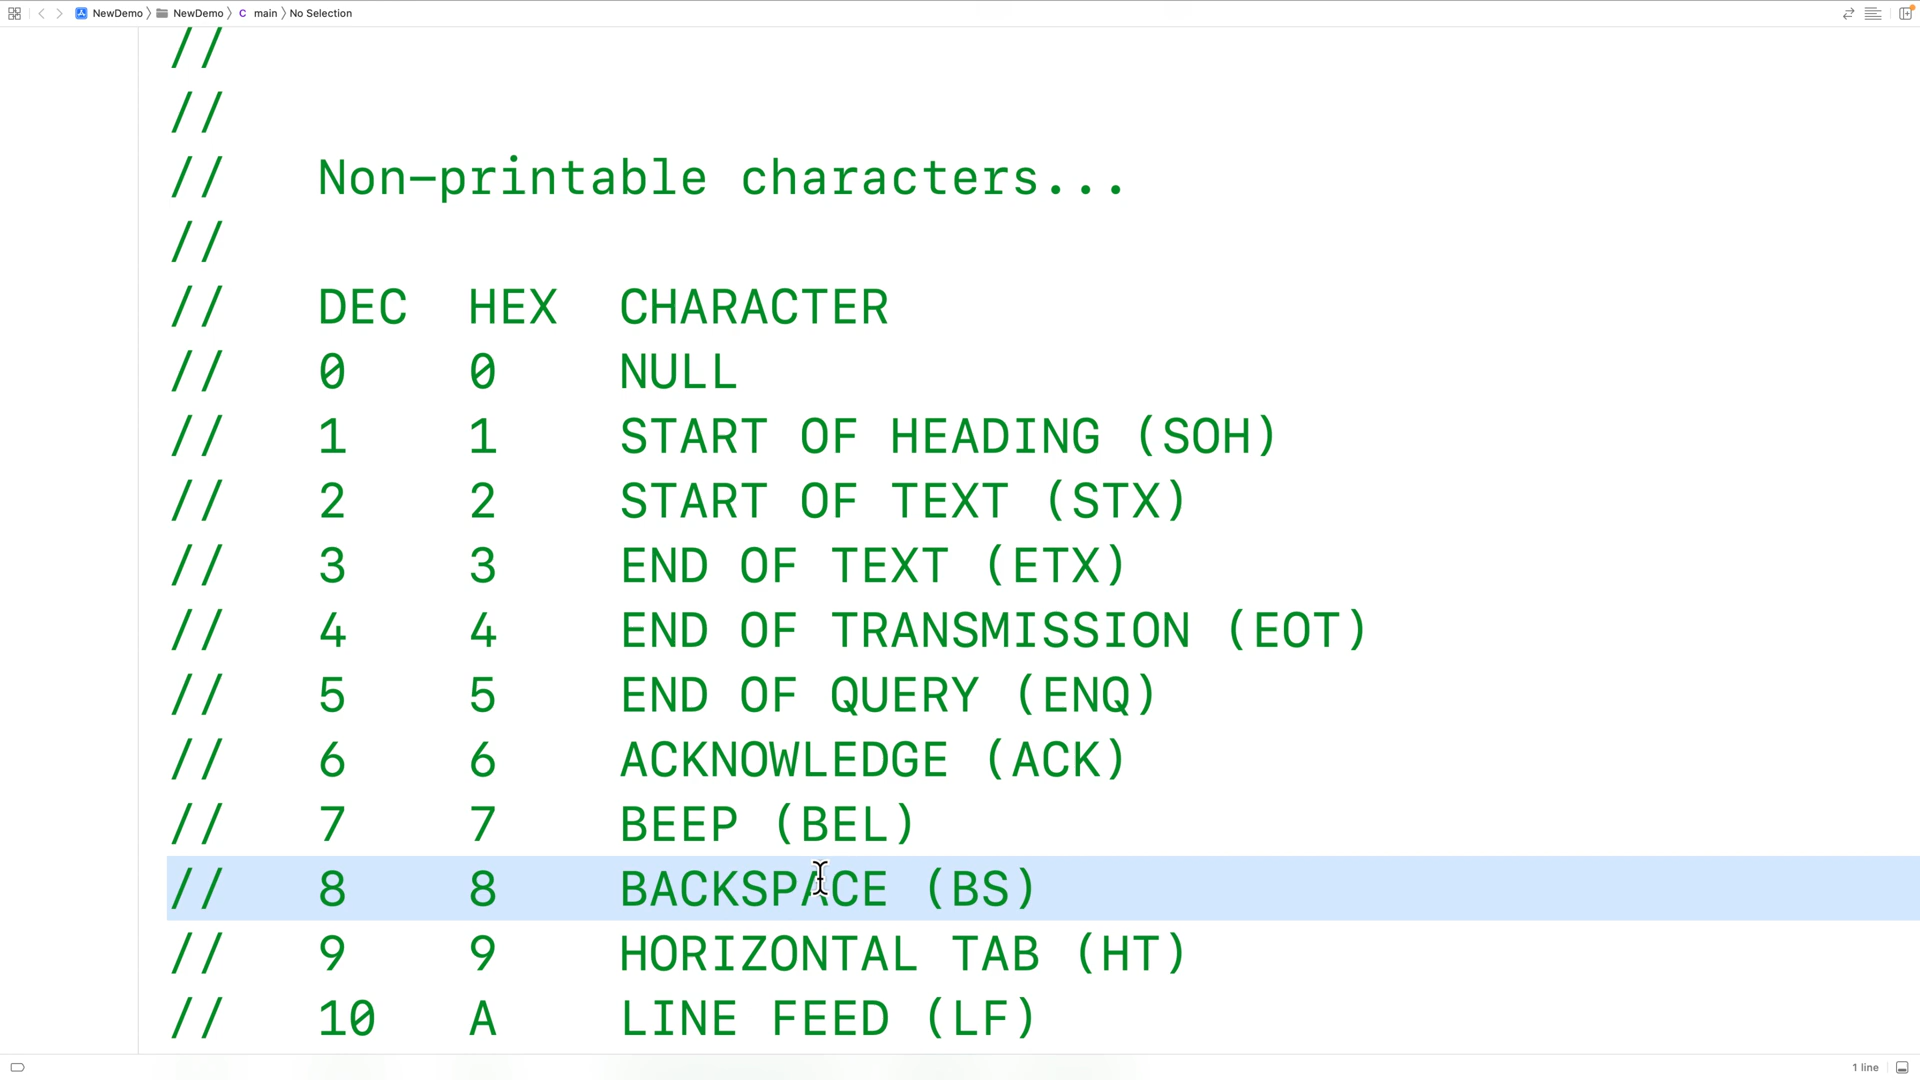 NewDemo 〉 NewDemo 〉 C main 〉 No Selection
//
//
// Non-printable characters...
//
// DEC HEX CHARACTER
// 0 0 NULL
// 1 1 START OF HEADING (SOH)
// 2 2 START OF TEXT (STX)
// 3 3 END OF TEXT (ETX)
// 4 4 END OF TRANSMISSION (EOT)
// 5 5 END OF QUERY (ENQ)
// 6 6 ACKNOWLEDGE (ACK)
// 7 7 BEEP (BEL)
// 8 8 BACKSPACE (BS)
// 9 9 HORIZONTAL TAB (HT)
// 10 A LINE FEED (LF)
1 line